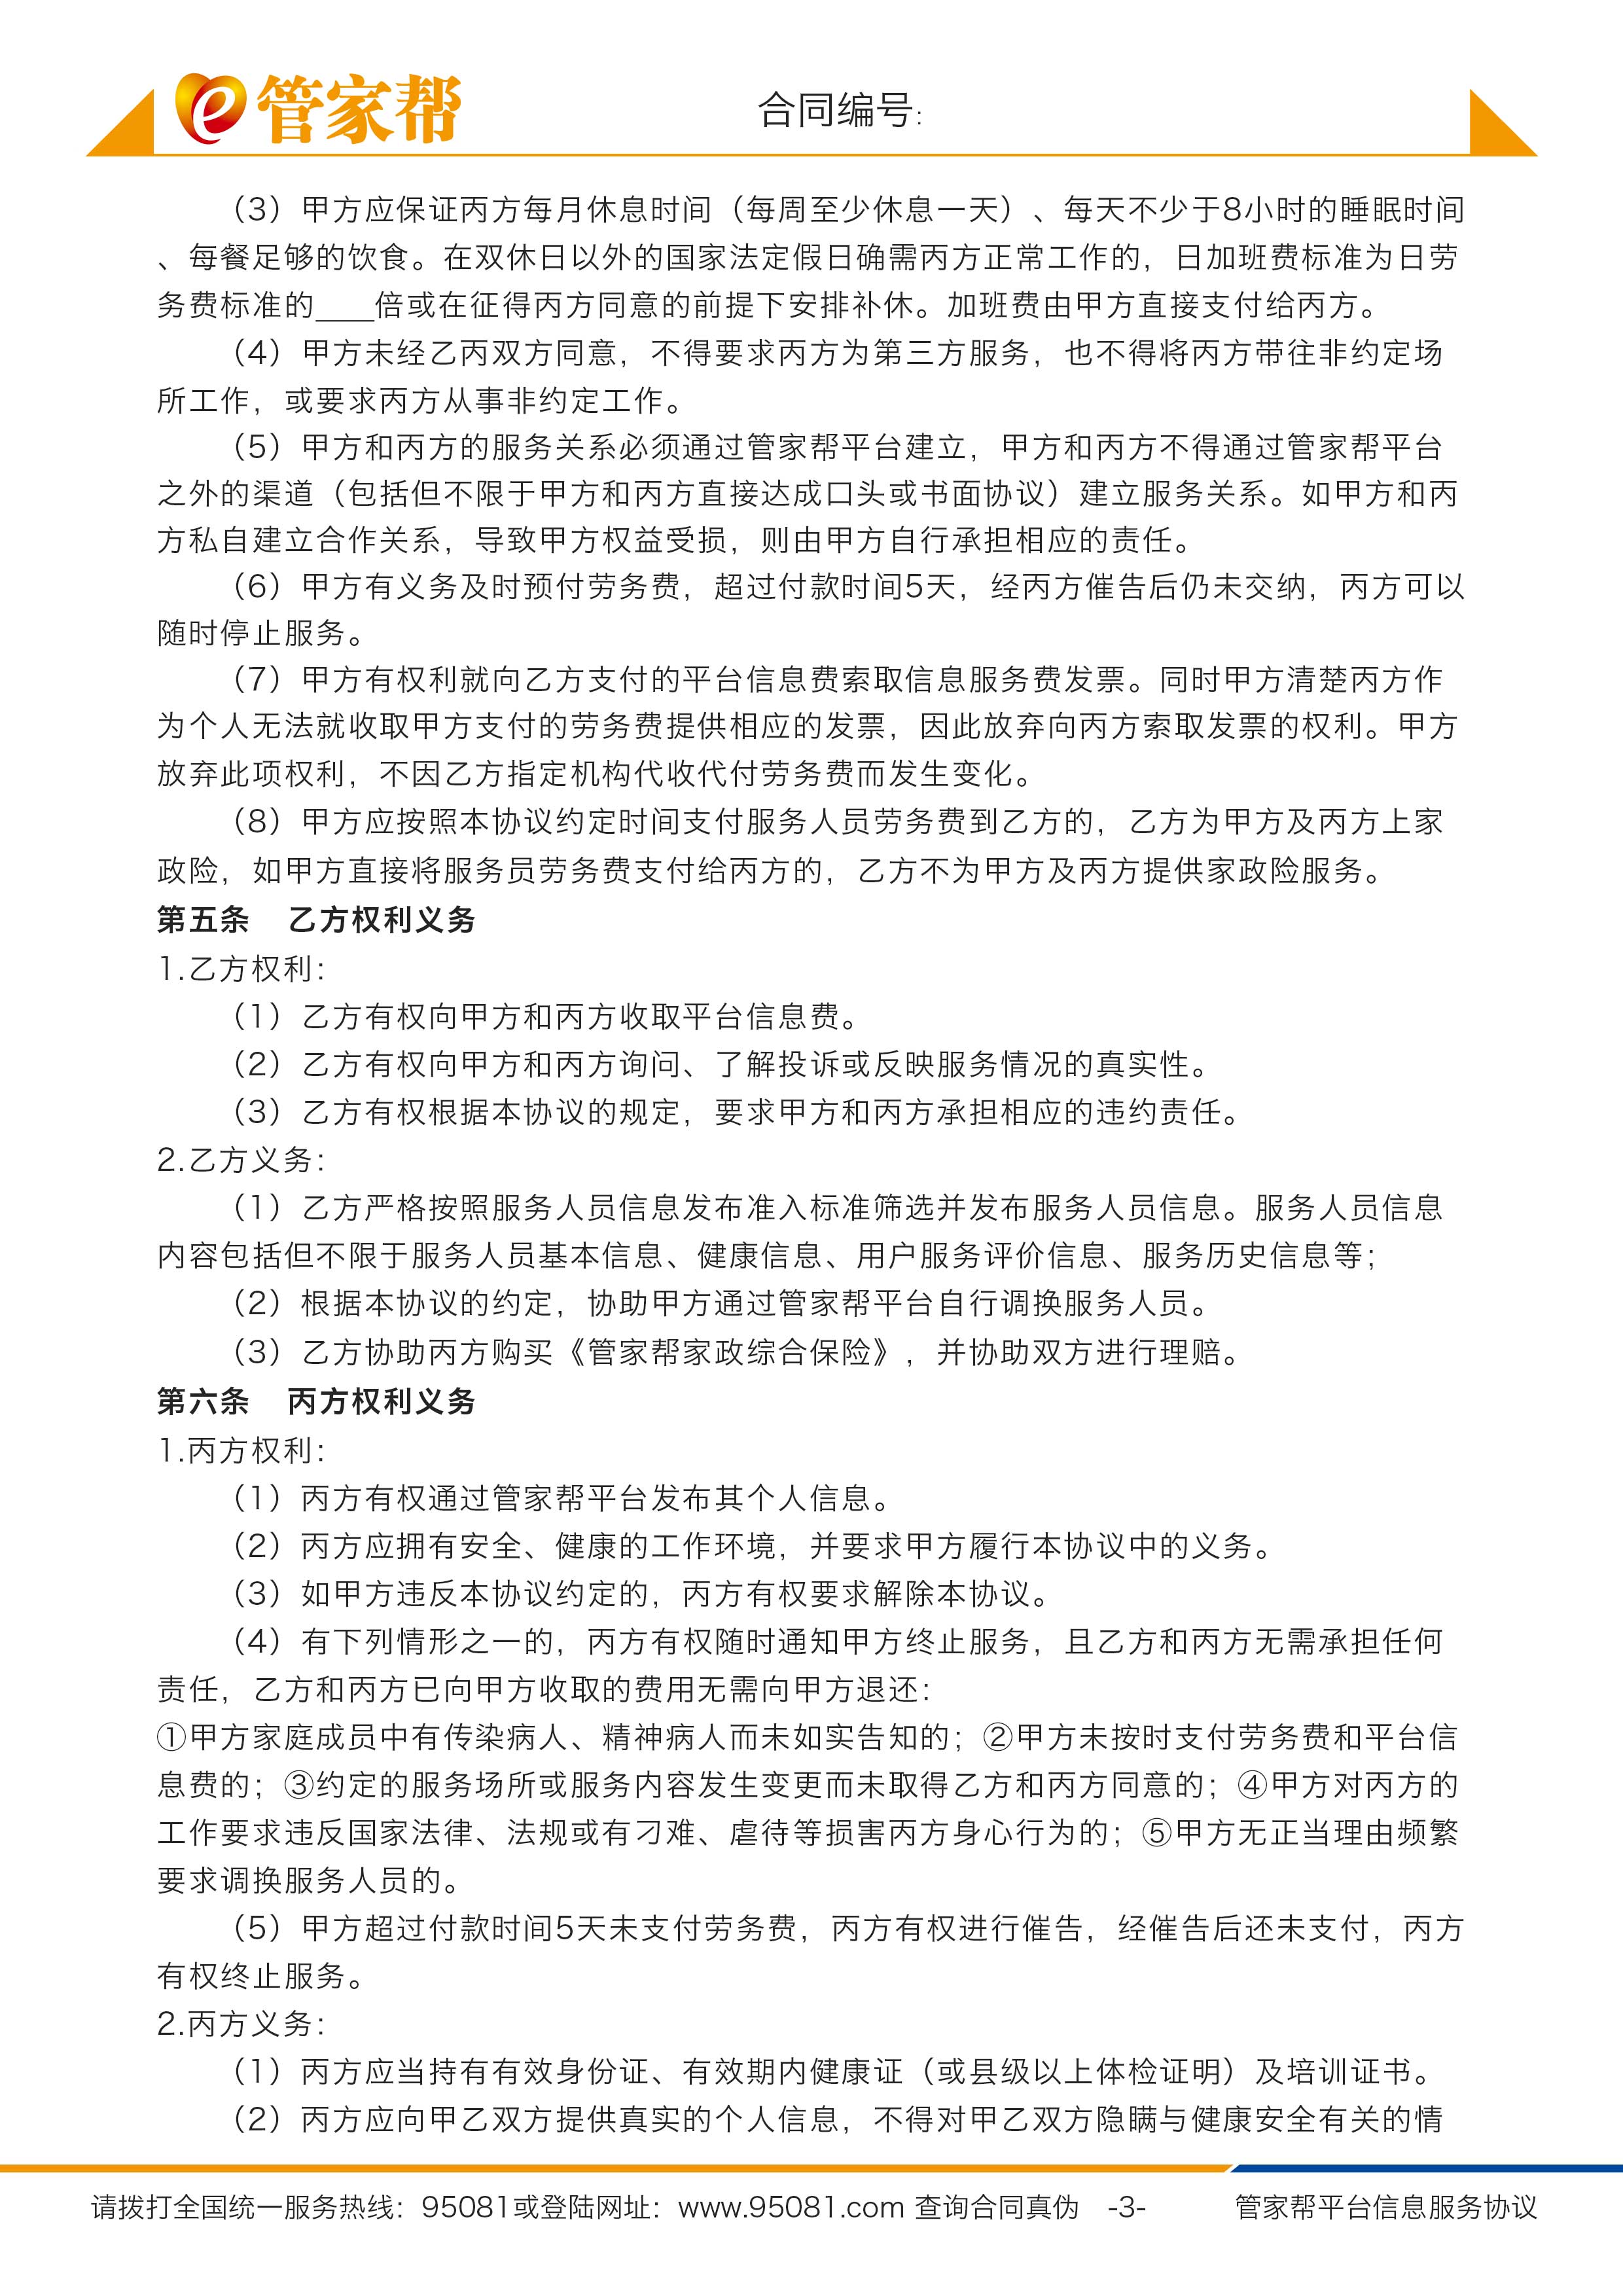 e管家帮
合同编号：
（3）甲方应保证丙方每月休息时间（每周至少休息一天）、每天不少于8小时的睡眠时间
、每餐足够的饮食。在双休日以外的国家法定假日确需丙方正常工作的，日加班费标准为日劳
务费标准的____倍或在征得丙方同意的前提下安排补休。加班费由甲方直接支付给丙方。
（4）甲方未经乙丙双方同意，不得要求丙方为第三方服务，也不得将丙方带往非约定场
所工作，或要求丙方从事非约定工作。
（5）甲方和丙方的服务关系必须通过管家帮平台建立，甲方和丙方不得通过管家帮平台
之外的渠道（包括但不限于甲方和丙方直接达成口头或书面协议）建立服务关系。如甲方和丙
方私自建立合作关系，导致甲方权益受损，则由甲方自行承担相应的责任。
（6）甲方有义务及时预付劳务费，超过付款时间5天，经丙方催告后仍未交纳，丙方可以
随时停止服务。
（7）甲方有权利就向乙方支付的平台信息费索取信息服务费发票。同时甲方清楚丙方作
为个人无法就收取甲方支付的劳务费提供相应的发票，因此放弃向丙方索取发票的权利。甲方
放弃此项权利，不因乙方指定机构代收代付劳务费而发生变化。
（8）甲方应按照本协议约定时间支付服务人员劳务费到乙方的，乙方为甲方及丙方上家
政险，如甲方直接将服务员劳务费支付给丙方的，乙方不为甲方及丙方提供家政险服务。
第五条　乙方权利义务
1.乙方权利：
（1）乙方有权向甲方和丙方收取平台信息费。
（2）乙方有权向甲方和丙方询问、了解投诉或反映服务情况的真实性。
（3）乙方有权根据本协议的规定，要求甲方和丙方承担相应的违约责任。
2.乙方义务：
（1）乙方严格按照服务人员信息发布准入标准筛选并发布服务人员信息。服务人员信息
内容包括但不限于服务人员基本信息、健康信息、用户服务评价信息、服务历史信息等；
（2）根据本协议的约定，协助甲方通过管家帮平台自行调换服务人员。
（3）乙方协助丙方购买《管家帮家政综合保险》，并协助双方进行理赔。
第六条　丙方权利义务
1.丙方权利：
（1）丙方有权通过管家帮平台发布其个人信息。
（2）丙方应拥有安全、健康的工作环境，并要求甲方履行本协议中的义务。
（3）如甲方违反本协议约定的，丙方有权要求解除本协议。
（4）有下列情形之一的，丙方有权随时通知甲方终止服务，且乙方和丙方无需承担任何
责任，乙方和丙方已向甲方收取的费用无需向甲方退还：
①甲方家庭成员中有传染病人、精神病人而未如实告知的；②甲方未按时支付劳务费和平台信
息费的；③约定的服务场所或服务内容发生变更而未取得乙方和丙方同意的；④甲方对丙方的
工作要求违反国家法律、法规或有刁难、虐待等损害丙方身心行为的；⑤甲方无正当理由频繁
要求调换服务人员的。
（5）甲方超过付款时间5天未支付劳务费，丙方有权进行催告，经催告后还未支付，丙方
有权终止服务。
2.丙方义务：
（1）丙方应当持有有效身份证、有效期内健康证（或县级以上体检证明）及培训证书。
（2）丙方应向甲乙双方提供真实的个人信息，不得对甲乙双方隐瞒与健康安全有关的情
请拨打全国统一服务热线：95081或登陆网址：www.95081.com 查询合同真伪　-3-　管家帮平台信息服务协议